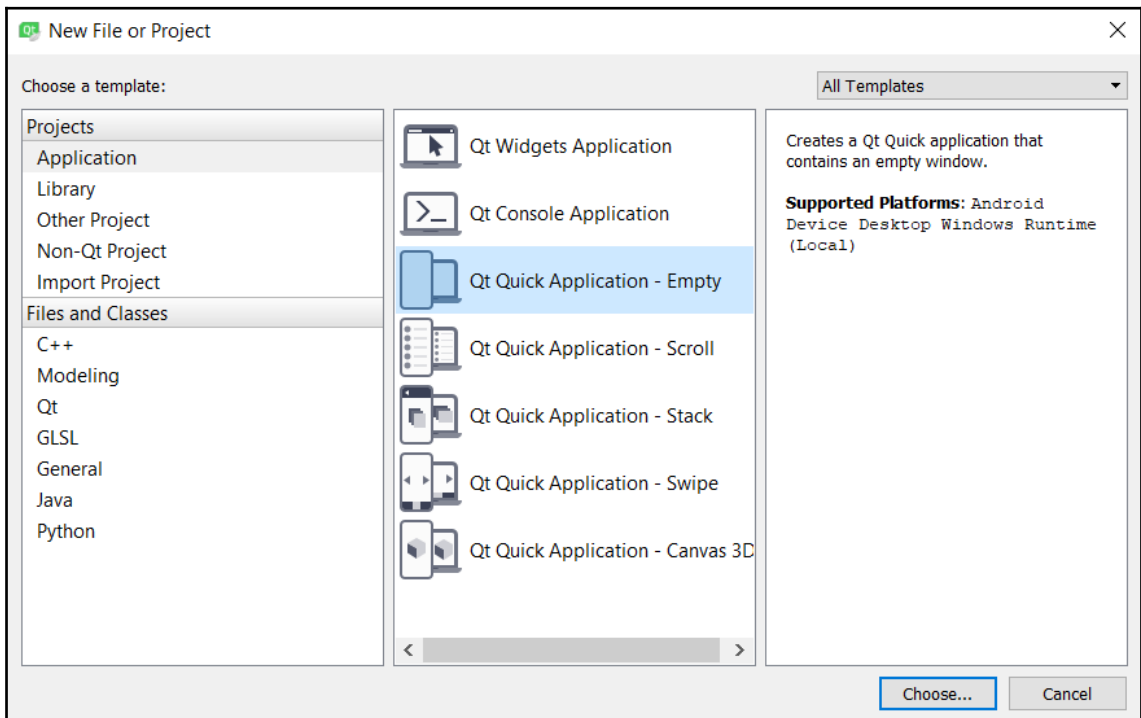 New File or Project
Choose a template:
All Templates
Projects
Application
Library
Other Project
Non-Qt Project
Import Project
Files and Classes
C++
Modeling
Qt
GLSL
General
Java
Python
Qt Widgets Application
Qt Console Application
Qt Quick Application - Empty
Qt Quick Application - Scroll
Qt Quick Application - Stack
Qt Quick Application - Swipe
Qt Quick Application - Canvas 3D
Creates a Qt Quick application that
contains an empty window.
Supported Platforms: Android
Device Desktop Windows Runtime
(Local)
Choose...
Cancel